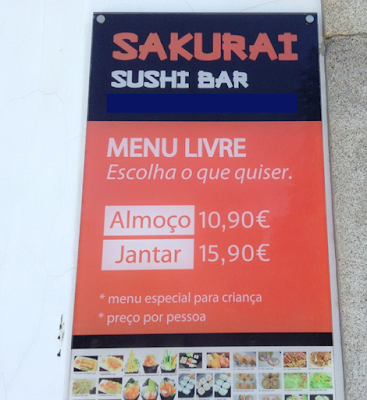 SAKURAI
SUSHI BAR
MENU LIVRE
Escolha o que quiser.
Almoço 10,90€
Jantar 15,90€
* menu especial para criança
* preço por pessoa